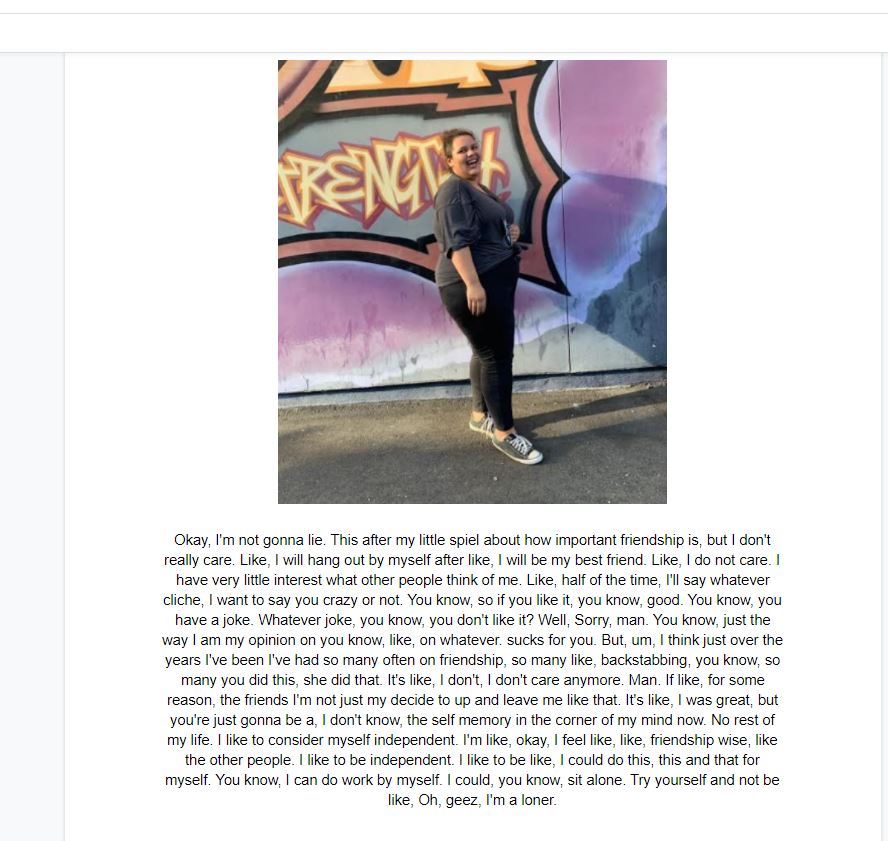 TRENGTH
Okay, I'm not gonna lie. This after my little spiel about how important friendship is, but I don't
really care. Like, I will hang out by myself after like, I will be my best friend. Like, I do not care. I
have very little interest what other people think of me. Like, half of the time, I'll say whatever
cliche, I want to say you crazy or not. You know, so if you like it, you know, good. You know, you
have a joke. Whatever joke, you know, you don't like it? Well, Sorry, man. You know, just the
way I am my opinion on you know, like, on whatever. sucks for you. But, um, I think just over the
years I've been I've had so many often on friendship, so many like, backstabbing, you know, so
many you did this, she did that. It's like, I don't, I don't care anymore. Man. If like, for some
reason, the friends I'm not just my decide to up and leave me like that. It's like, I was great, but
you're just gonna be a, I don't know, the self memory in the corner of my mind now. No rest of
my life. I like to consider myself independent. I'm like, okay, I feel like, like, friendship wise, like
the other people. I like to be independent. I like to be like, I could do this, this and that for
myself. You know, I can do work by myself. I could, you know, sit alone. Try yourself and not be
like, Oh, geez, I'm a loner.